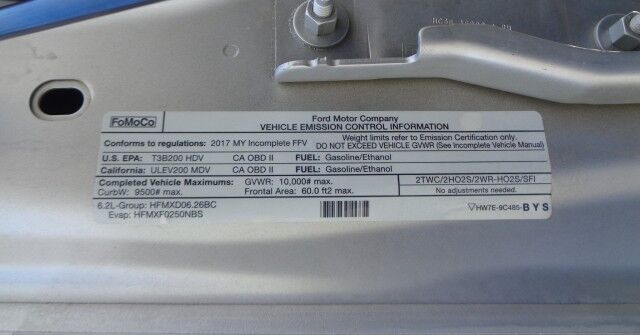 FoMoCo
Ford Motor Company
VEHICLE EMISSION CONTROL INFORMATION
Conforms to regulations: 2017 MY Incomplete FFV
Weight limits refer to Emission Certification only.
DO NOT EXCEED VEHICLE GVWR (See Incomplete Vehicle Manual)
U.S. EPA: T3B200 HDV CA OBD II FUEL: Gasoline/Ethanol
California: ULEV200 MDV CA OBD II FUEL: Gasoline/Ethanol
Completed Vehicle Maximums: GVWR: 10,000# max.
CurbW: 9500# max. Frontal Area: 60.0 ft2 max.
2TWC/2HO2S/2WR-HO2S/SFI
No adjustments needed.
6.2L-Group: HFMXD06.26BC
Evap: HFMXF0250NBS
HW7E-9C485-BYS